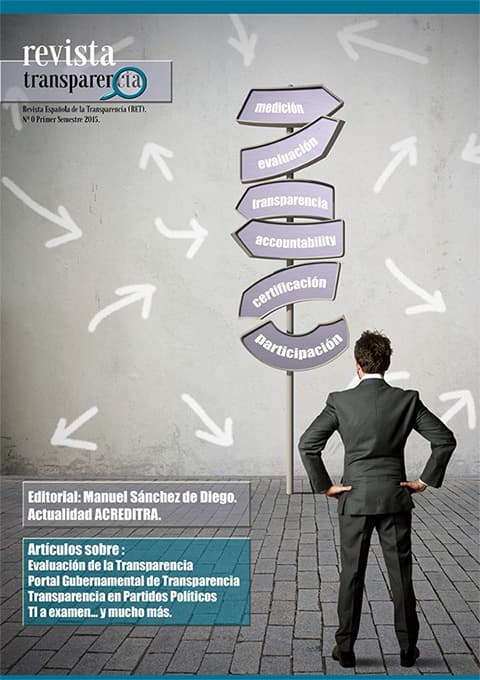 revista
transparencia
Revista Española de la Transparencia (RET).
Nº 0 Primer Semestre 2015.
medición
evaluación
transparencia
accountability
certificación
participación
Editorial: Manuel Sánchez de Diego.
Actualidad ACREDITRA.
Artículos sobre :
Evaluación de la Transparencia
Portal Gubernamental de Transparencia
Transparencia en Partidos Políticos
TI a examen... y mucho más.